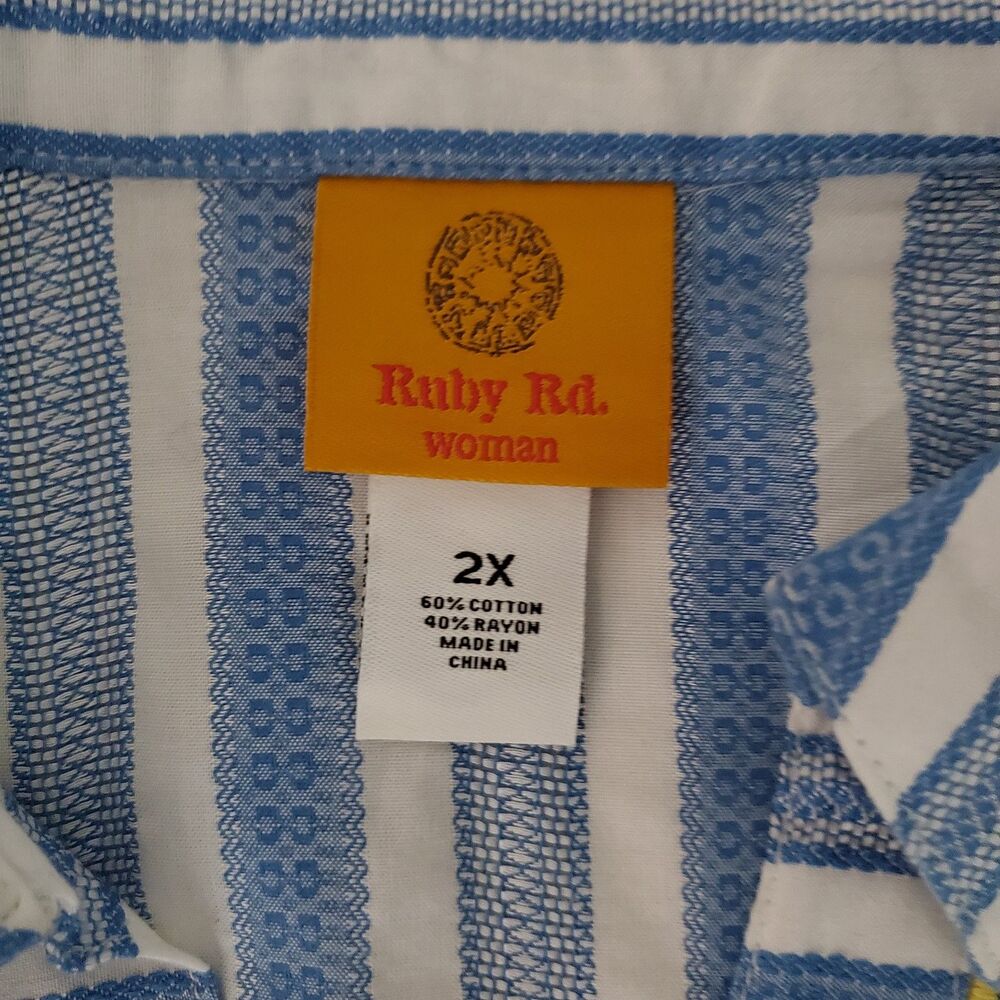 Ruby Rd.
woman
2X
60% COTTON
40% RAYON
MADE IN
CHINA